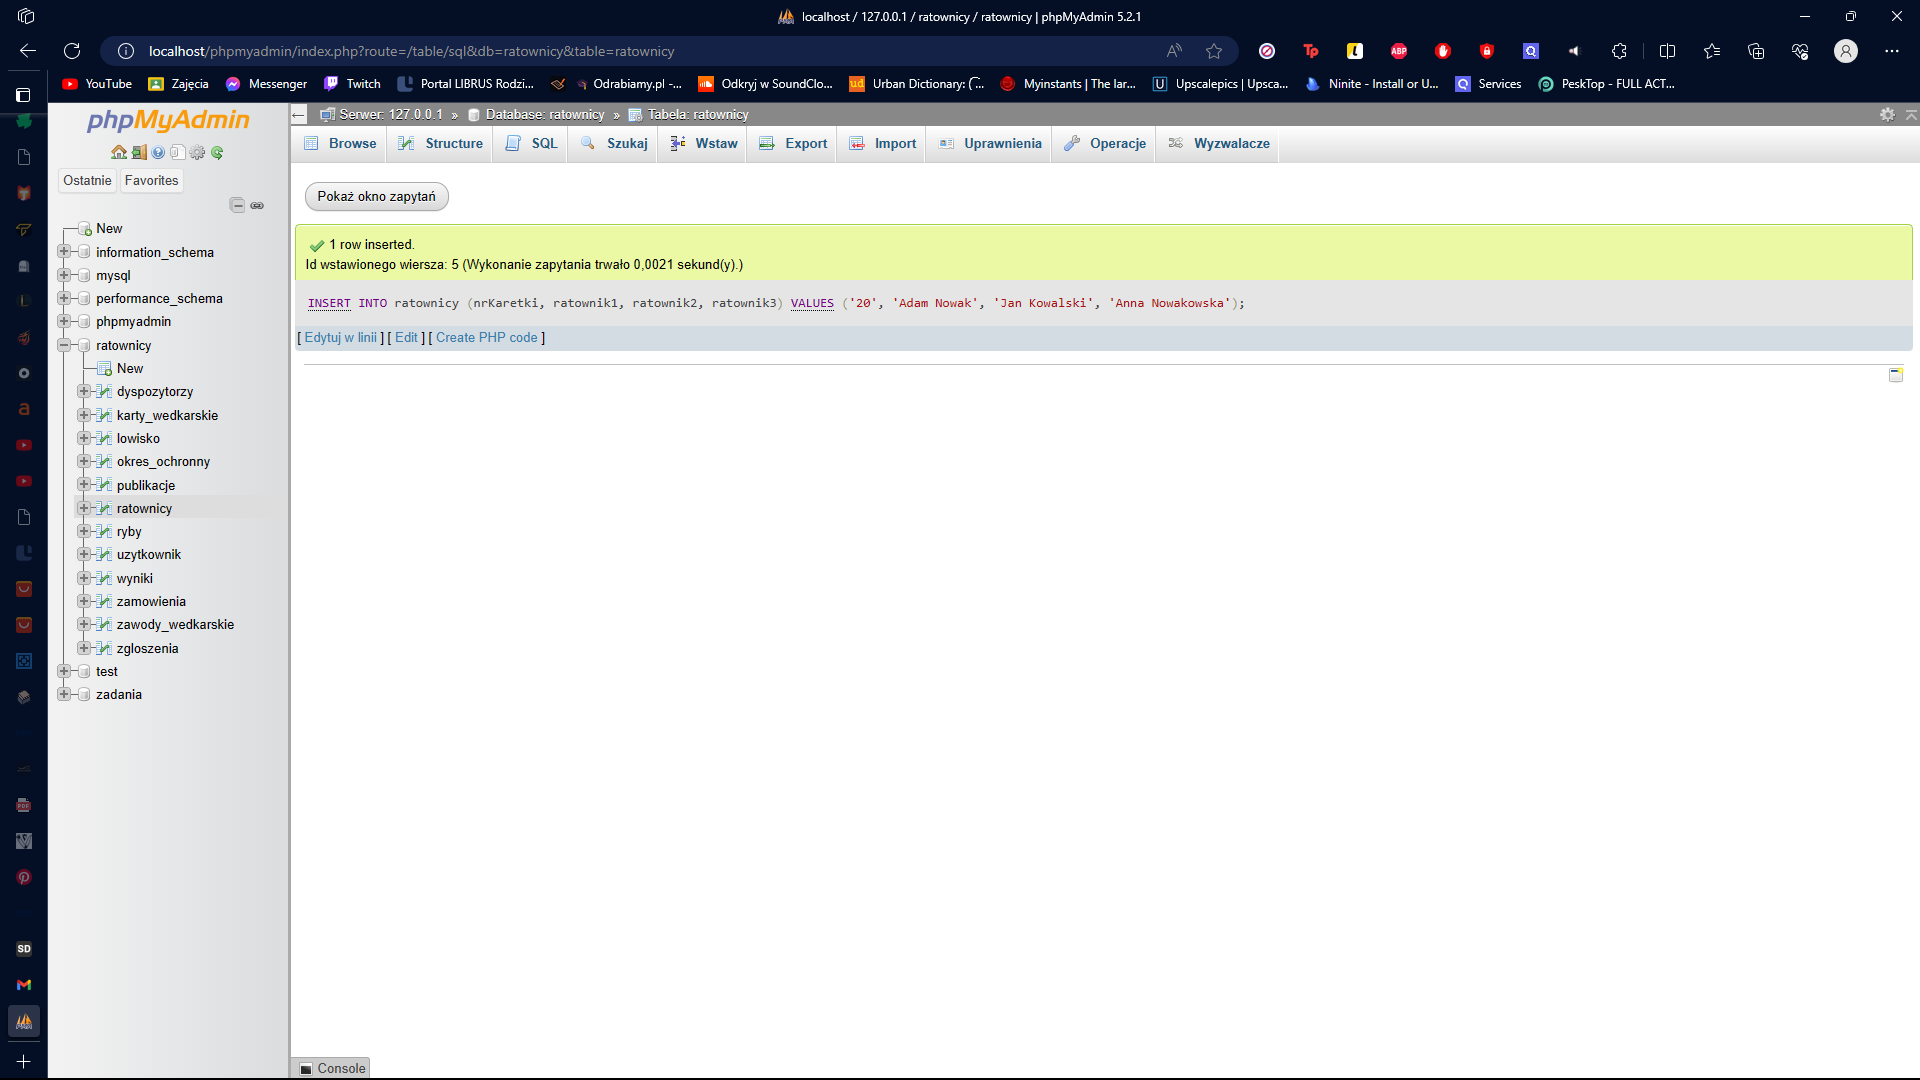 localhost / 127.0.0.1 / ratownicy / ratownicy | phpMyAdmin 5.2.1
localhost/phpmyadmin/index.php?route=/table/sql&db=ratownicy&table=ratownicy
YouTube Zajęcia Messenger Twitch Portal LIBRUS Rodzi... Odrabiamy.pl -... Odkryj w SoundClo... Urban Dictionary: (͡... Myinstants | The lar... Upscalepics | Upsca... Ninite - Install or U... Services PeskTop - FULL ACT...
phpMyAdmin
Ostatnie Favorites
New
information_schema
mysql
performance_schema
phpmyadmin
ratownicy
New
dyspozytorzy
karty_wedkarskie
lowisko
okres_ochronny
publikacje
ratownicy
ryby
uzytkownik
wyniki
zamowienia
zawody_wedkarskie
zgloszenia
test
zadania
Serwer: 127.0.0.1 » Database: ratownicy » Tabela: ratownicy
Browse Structure SQL Szukaj Wstaw Export Import Uprawnienia Operacje Wyzwalacze
Pokaż okno zapytań
1 row inserted.
Id wstawionego wiersza: 5 (Wykonanie zapytania trwało 0,0021 sekund(y).)
INSERT INTO ratownicy (nrKaretki, ratownik1, ratownik2, ratownik3) VALUES ('20', 'Adam Nowak', 'Jan Kowalski', 'Anna Nowakowska');
[ Edytuj w linii ] [ Edit ] [ Create PHP code ]
Console